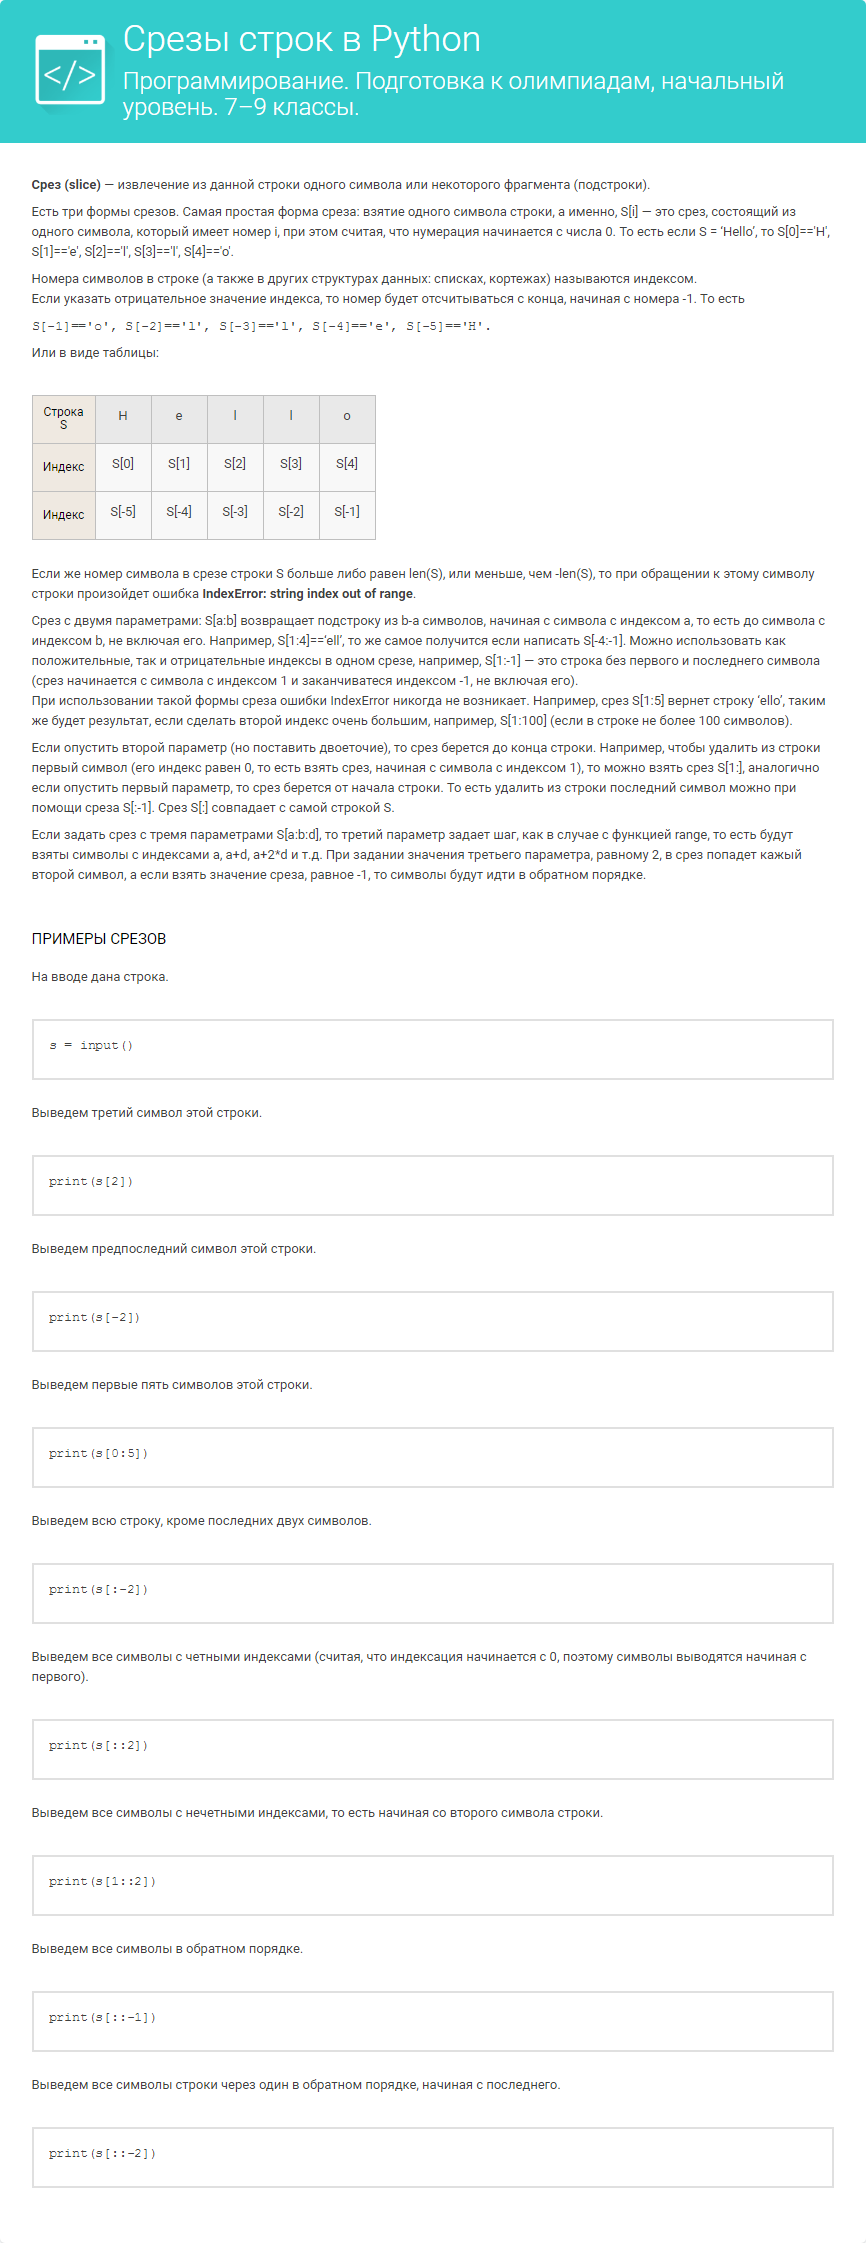 Срезы строк в Python
</>
Программирование. Подготовка к олимпиадам, начальный
уровень. 7–9 классы.
Срез (slice) — извлечение из данной строки одного символа или некоторого фрагмента (подстроки).
Есть три формы срезов. Самая простая форма среза: взятие одного символа строки, а именно, S[i] — это срез, состоящий из
одного символа, который имеет номер i, при этом считая, что нумерация начинается с числа 0. То есть если S = ‘Hello’, то S[0]=='H',
S[1]=='e', S[2]=='l', S[3]=='l', S[4]=='o'.
Номера символов в строке (а также в других структурах данных: списках, кортежах) называются индексом.
Если указать отрицательное значение индекса, то номер будет отсчитываться с конца, начиная с номера -1. То есть
S[-1]=='o', S[-2]=='l', S[-3]=='l', S[-4]=='e', S[-5]=='H'.
Или в виде таблицы:
Строка S H e l l o
Индекс S[0] S[1] S[2] S[3] S[4]
Индекс S[-5] S[-4] S[-3] S[-2] S[-1]
Если же номер символа в срезе строки S больше либо равен len(S), или меньше, чем -len(S), то при обращении к этому символу
строки произойдет ошибка IndexError: string index out of range.
Срез с двумя параметрами: S[a:b] возвращает подстроку из b-a символов, начиная с символа с индексом a, то есть до символа с
индексом b, не включая его. Например, S[1:4]==‘ell’, то же самое получится если написать S[-4:-1]. Можно использовать как
положительные, так и отрицательные индексы в одном срезе, например, S[1:-1] — это строка без первого и последнего символа
(срез начинается с символа с индексом 1 и заканчиватеся индексом -1, не включая его).
При использовании такой формы среза ошибки IndexError никогда не возникает. Например, срез S[1:5] вернет строку ‘ello’, таким
же будет результат, если сделать второй индекс очень большим, например, S[1:100] (если в строке не более 100 символов).
Если опустить второй параметр (но поставить двоеточие), то срез берется до конца строки. Например, чтобы удалить из строки
первый символ (его индекс равен 0, то есть взять срез, начиная с символа с индексом 1), то можно взять срез S[1:], аналогично
если опустить первый параметр, то срез берется от начала строки. То есть удалить из строки последний символ можно при
помощи среза S[:-1]. Срез S[:] совпадает с самой строкой S.
Если задать срез с тремя параметрами S[a:b:d], то третий параметр задает шаг, как в случае с функцией range, то есть будут
взяты символы с индексами a, a+d, a+2*d и т.д. При задании значения третьего параметра, равному 2, в срез попадет кажый
второй символ, а если взять значение среза, равное -1, то символы будут идти в обратном порядке.
ПРИМЕРЫ СРЕЗОВ
На вводе дана строка.
s = input()
Выведем третий символ этой строки.
print(s[2])
Выведем предпоследний символ этой строки.
print(s[-2])
Выведем первые пять символов этой строки.
print(s[0:5])
Выведем всю строку, кроме последних двух символов.
print(s[:-2])
Выведем все символы с четными индексами (считая, что индексация начинается с 0, поэтому символы выводятся начиная с
первого).
print(s[::2])
Выведем все символы с нечетными индексами, то есть начиная со второго символа строки.
print(s[1::2])
Выведем все символы в обратном порядке.
print(s[::-1])
Выведем все символы строки через один в обратном порядке, начиная с последнего.
print(s[::-2])